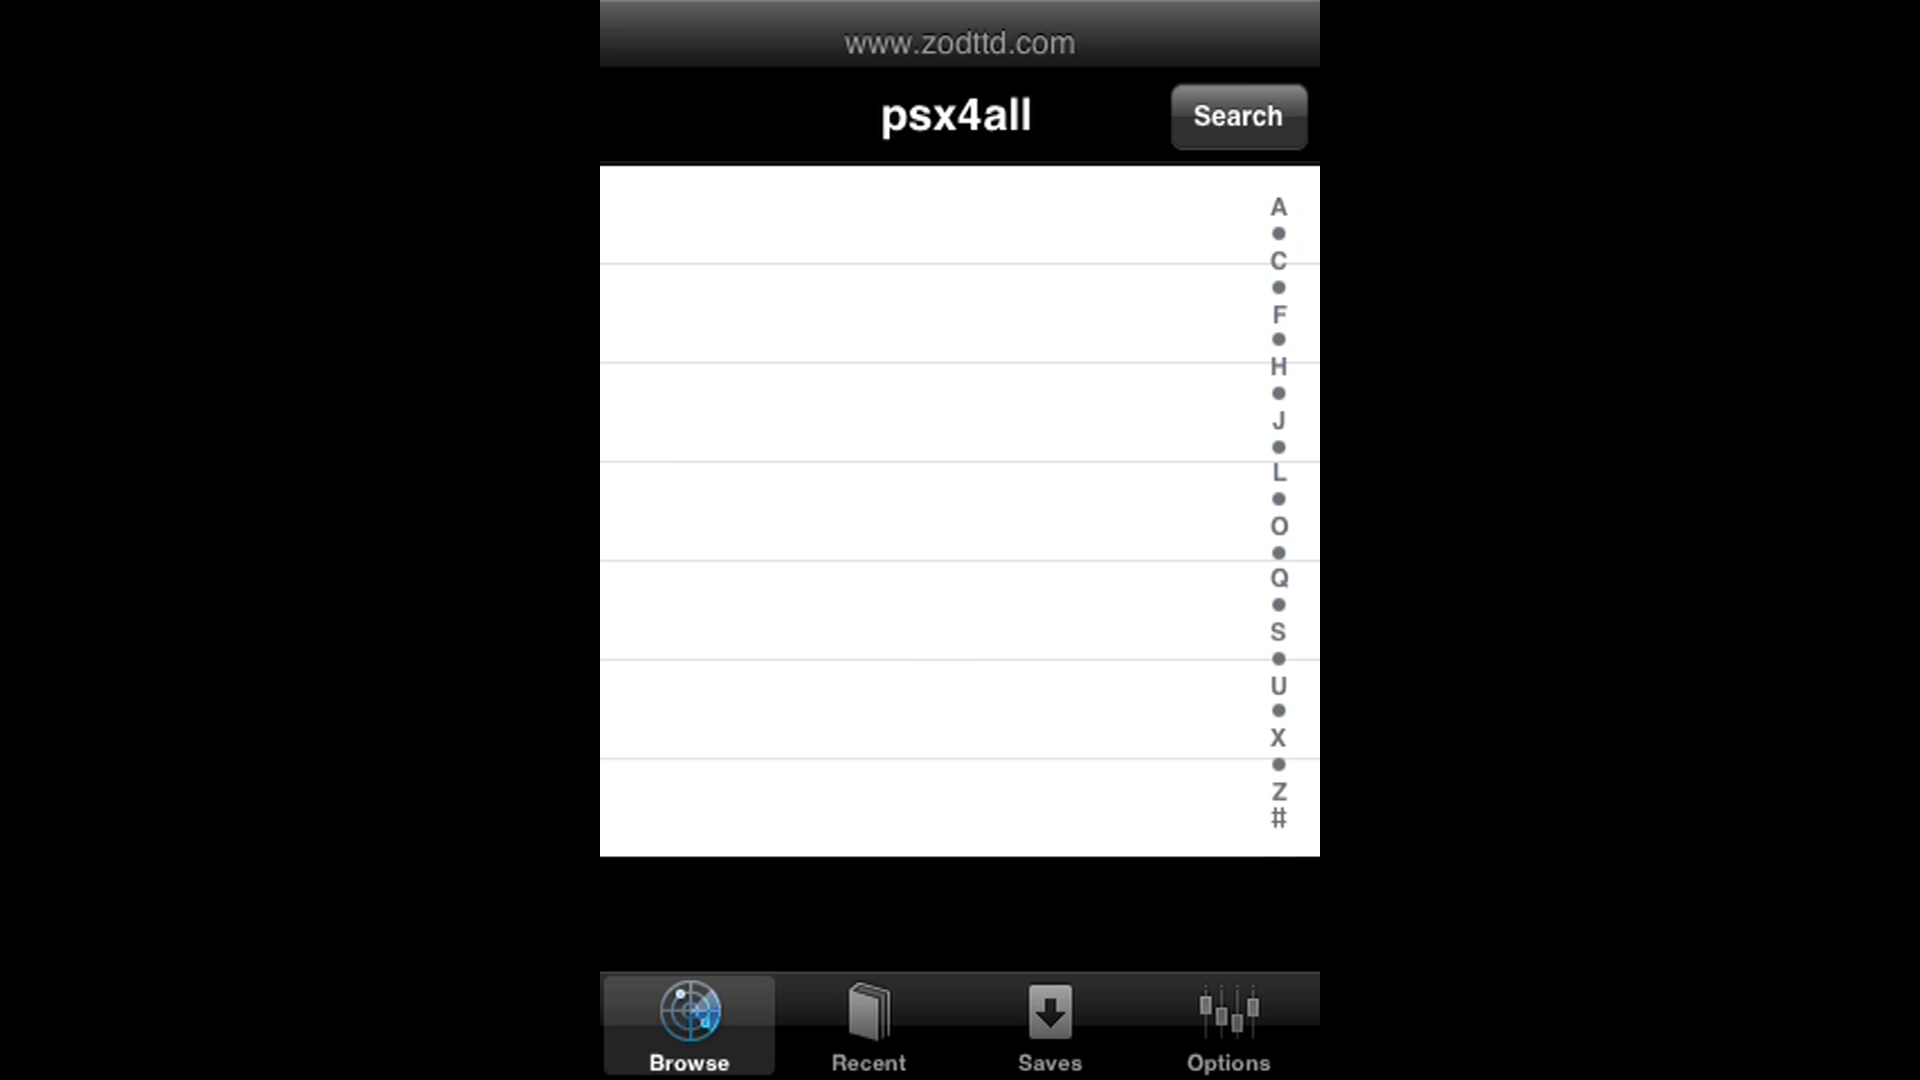 www.zodttd.com
psx4all
Search
A
●
C
●
F
●
H
●
J
●
L
●
O
●
Q
●
S
●
U
●
X
●
Z
#
Browse
Recent
Saves
Options